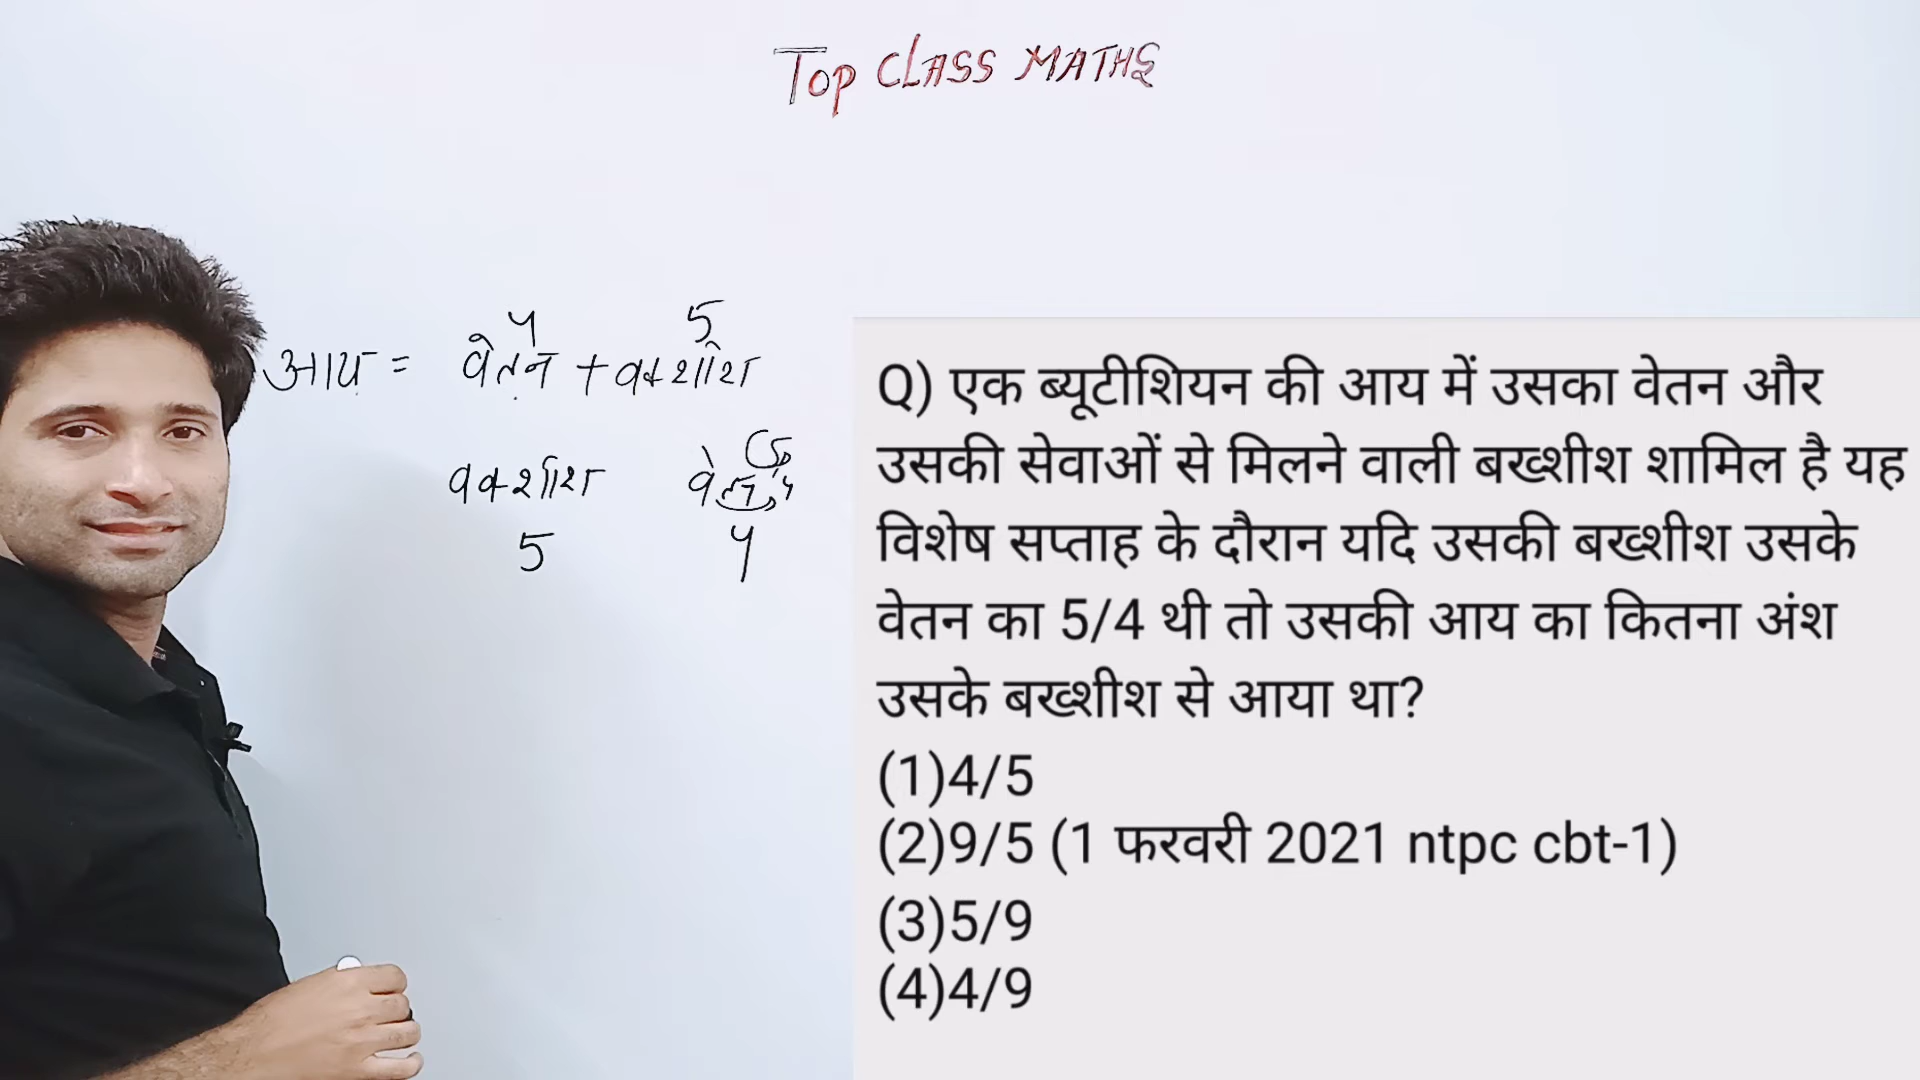 TOP CLASS MATHS
4 5
आय = वेतन + बक्शीश
बक्शीश वेतन
5 4
Q) एक ब्यूटीशियन की आय में उसका वेतन और
उसकी सेवाओं से मिलने वाली बख्शीश शामिल है यह
विशेष सप्ताह के दौरान यदि उसकी बख्शीश उसके
वेतन का 5/4 थी तो उसकी आय का कितना अंश
उसके बख्शीश से आया था?
(1)4/5
(2)9/5 (1 फरवरी 2021 ntpc cbt-1)
(3)5/9
(4)4/9